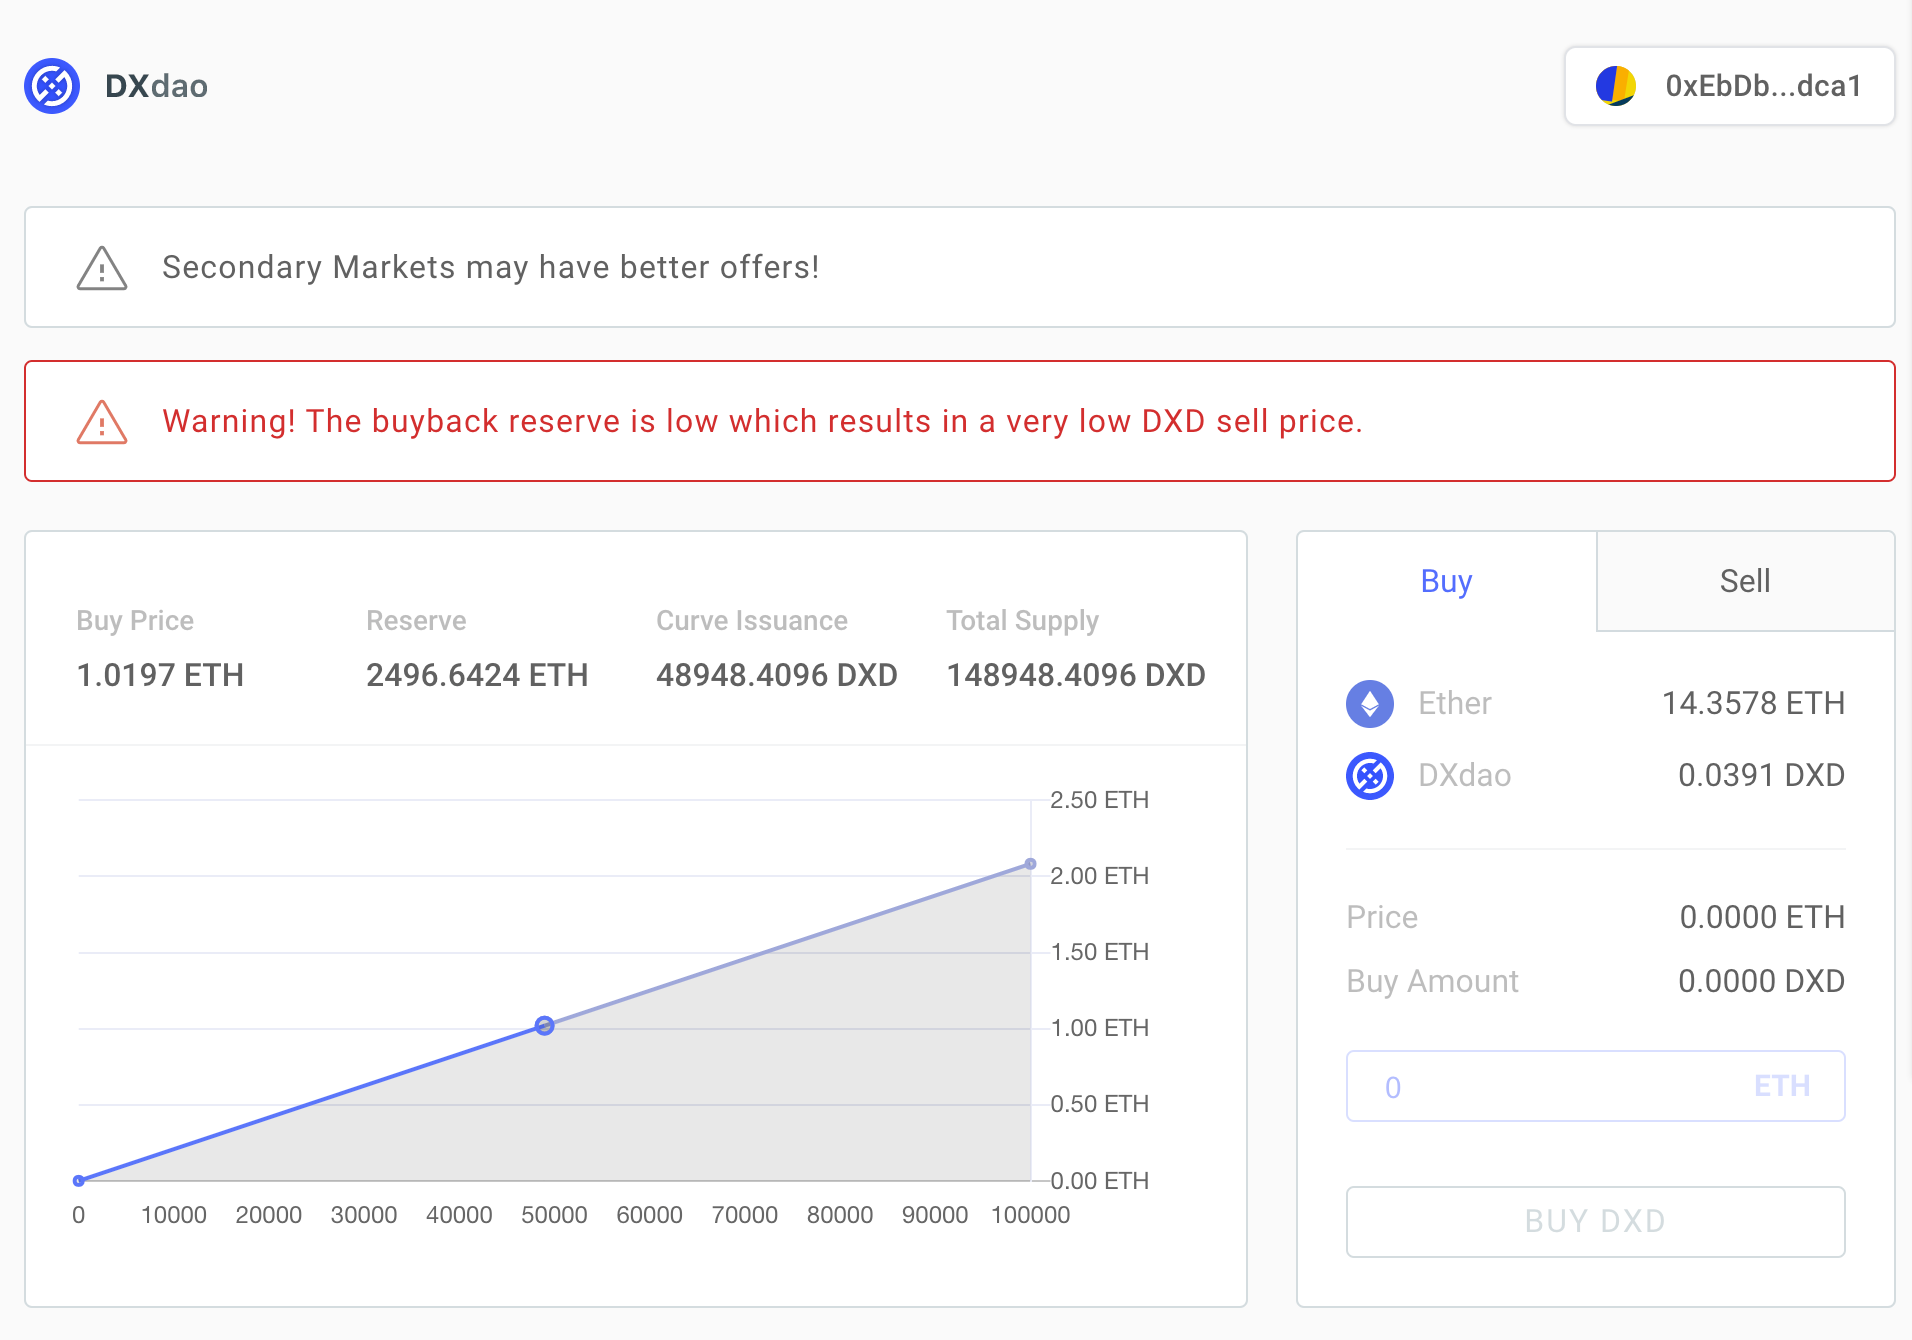 DXdao
0xEbDb...dca1
Secondary Markets may have better offers!
Warning! The buyback reserve is low which results in a very low DXD sell price.
Buy Price
1.0197 ETH
Reserve
2496.6424 ETH
Curve Issuance
48948.4096 DXD
Total Supply
148948.4096 DXD
2.50 ETH
2.00 ETH
1.50 ETH
1.00 ETH
0.50 ETH
0.00 ETH
0 10000 20000 30000 40000 50000 60000 70000 80000 90000 100000
Buy
Sell
Ether 14.3578 ETH
DXdao 0.0391 DXD
Price 0.0000 ETH
Buy Amount 0.0000 DXD
0 ETH
BUY DXD